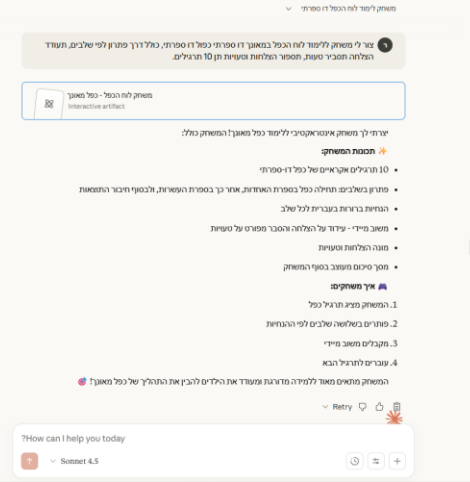 משחק לימוד לוח הכפל דו ספרתי
ר
צור לי משחק ללימוד לוח הכפל במאונך דו ספרתי כפול דו ספרתי, כולל דרך פתרון לפי שלבים, תעודד
הצלחה תסביר טעות, תספור הצלחות וטעויות תן 10 תרגילים.
משחק לוח הכפל - כפל מאונך
Interactive artifact
יצרתי לך משחק אינטראקטיבי ללימוד כפל מאונך! המשחק כולל:
✨ תכונות המשחק:
• 10 תרגילים אקראיים של כפל דו-ספרתי
• פתרון בשלבים: תחילה כפל בספרת האחדות, אחר כך בספרת העשרות, ולבסוף חיבור התוצאות
• הנחיות ברורות בעברית לכל שלב
• משוב מיידי - עידוד על הצלחה והסבר מפורט על טעויות
• מונה הצלחות וטעויות
• מסך סיכום מעוצב בסוף המשחק
🎮 איך משחקים:
1. המשחק מציג תרגיל כפל
2. פותרים בשלושה שלבים לפי ההנחיות
3. מקבלים משוב מיידי
4. עוברים לתרגיל הבא
המשחק מתאים מאוד ללמידה מדורגת ומעודד את הילדים להבין את התהליך של כפל מאונך! 🎯
Retry
?How can I help you today
Sonnet 4.5